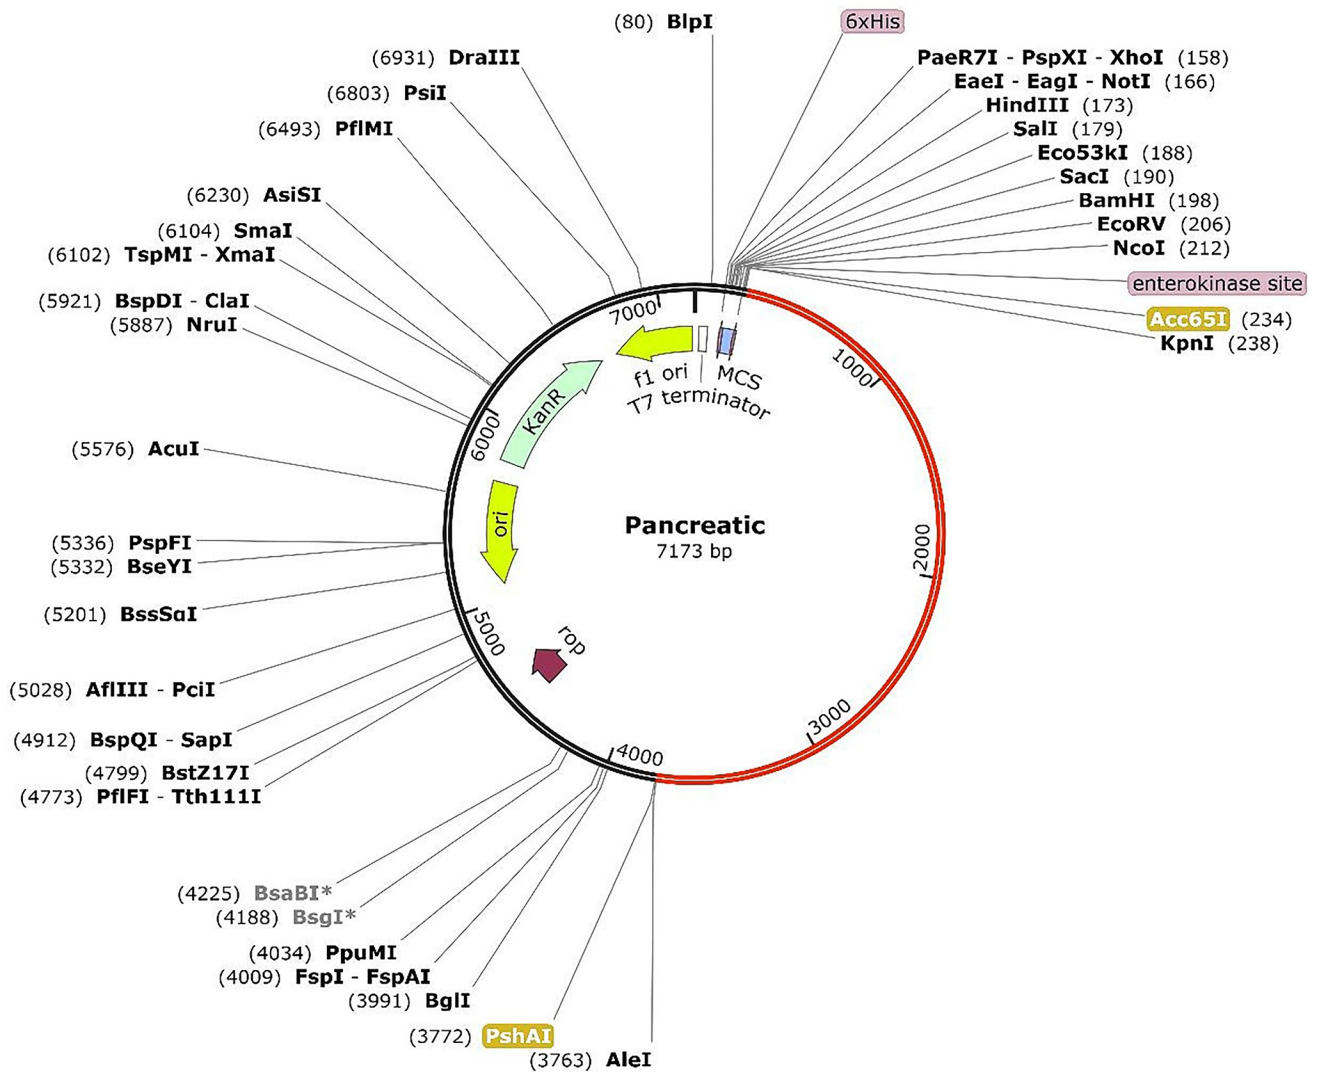 (80) BlpI
6xHis
(6931) DraIII
PaeR7I - PspXI - XhoI (158)
EaeI - EagI - NotI (166)
(6803) PsiI
HindIII (173)
(6493) PflMI
SalI (179)
Eco53kI (188)
SacI (190)
(6230) AsiSI
BamHI (198)
EcoRV (206)
(6104) SmaI
NcoI (212)
(6102) TspMI - XmaI
enterokinase site
(5921) BspDI - ClaI
Acc65I (234)
(5887) NruI
KpnI (238)
7000
1000
f1 ori
MCS
T7 terminator
KanR
6000
(5576) AcuI
ori
Pancreatic
7173 bp
2000
(5336) PspFI
(5332) BseYI
(5201) BssSαI
5000
rop
(5028) AflIII - PciI
3000
(4912) BspQI - SapI
4000
(4799) BstZ17I
(4773) PflFI - Tth111I
(4225) BsaBI*
(4188) BsgI*
(4034) PpuMI
(4009) FspI - FspAI
(3991) BglI
(3772) PshAI
(3763) AleI